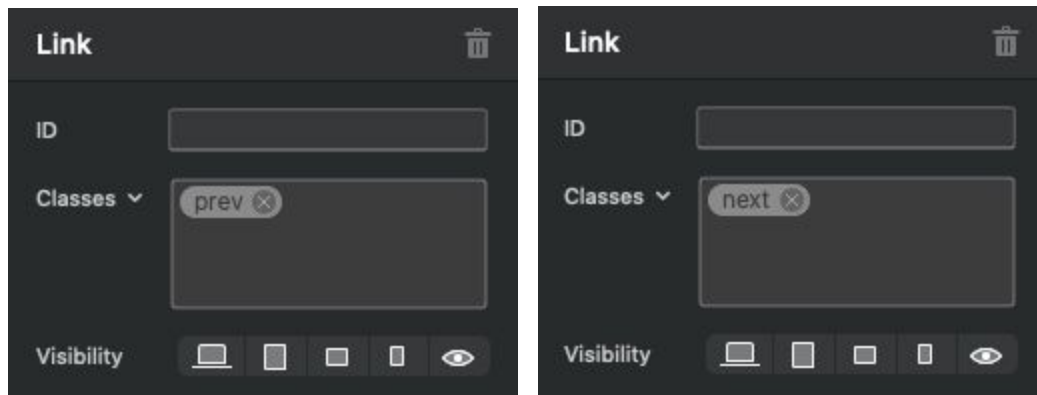 Link
ID
Classes
prev
Visibility
Link
ID
Classes
next
Visibility